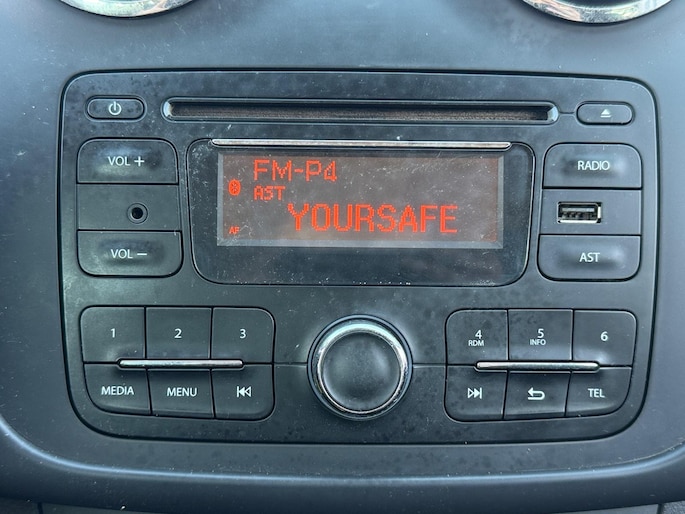 VOL +
FM-P4
AST
AF
YOURSAFE
RADIO
VOL −
AST
1
2
3
4
RDM
5
INFO
6
MEDIA
MENU
TEL